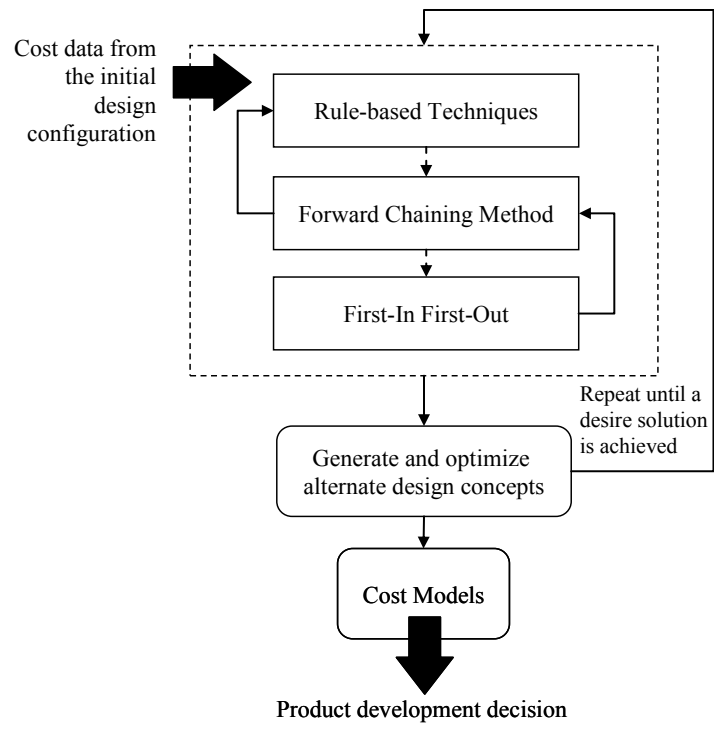 Cost data from
the initial
design
configuration
Rule-based Techniques
Forward Chaining Method
First-In First-Out
Repeat until a
desire solution
is achieved
Generate and optimize
alternate design concepts
Cost Models
Product development decision